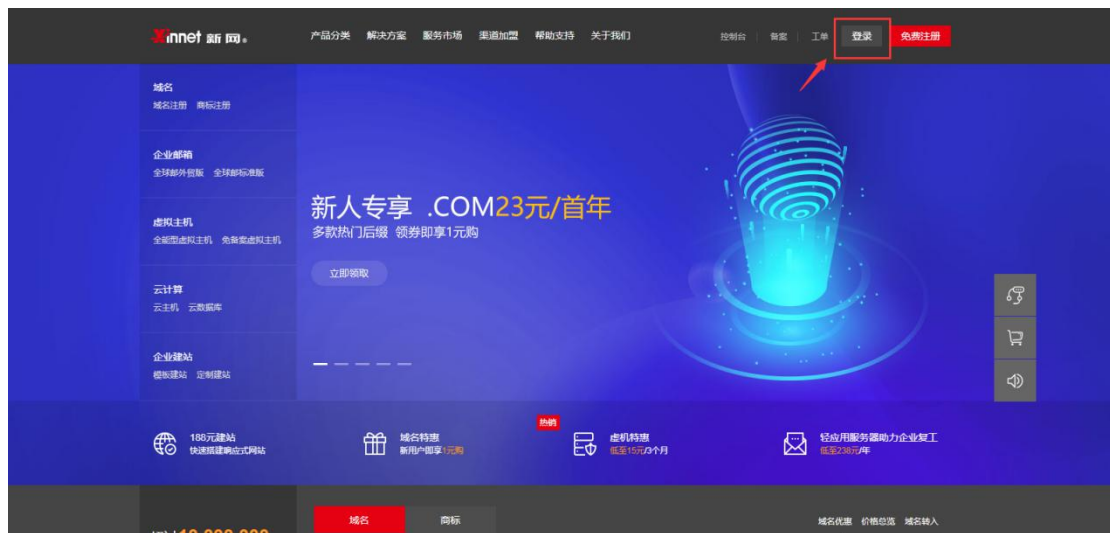 Xinnet 新网。
产品分类 解决方案 服务市场 渠道加盟 帮助支持 关于我们
控制台 备案 工单 登录 免费注册
域名
域名注册 商标注册
企业邮箱
全球邮外贸版 全球邮标准版
虚拟主机
全能型虚拟主机 免备案虚拟主机
云计算
云主机 云数据库
企业建站
模板建站 定制建站
新人专享 .COM23元/首年
多款热门后缀 领券即享1元购
立即领取
188元建站
快速搭建响应式网站
域名特惠
新用户即享1元购
热销
虚机特惠
低至15元/3个月
轻应用服务器助力企业复工
低至238元/年
域名 商标
域名优惠 价格总览 域名转入